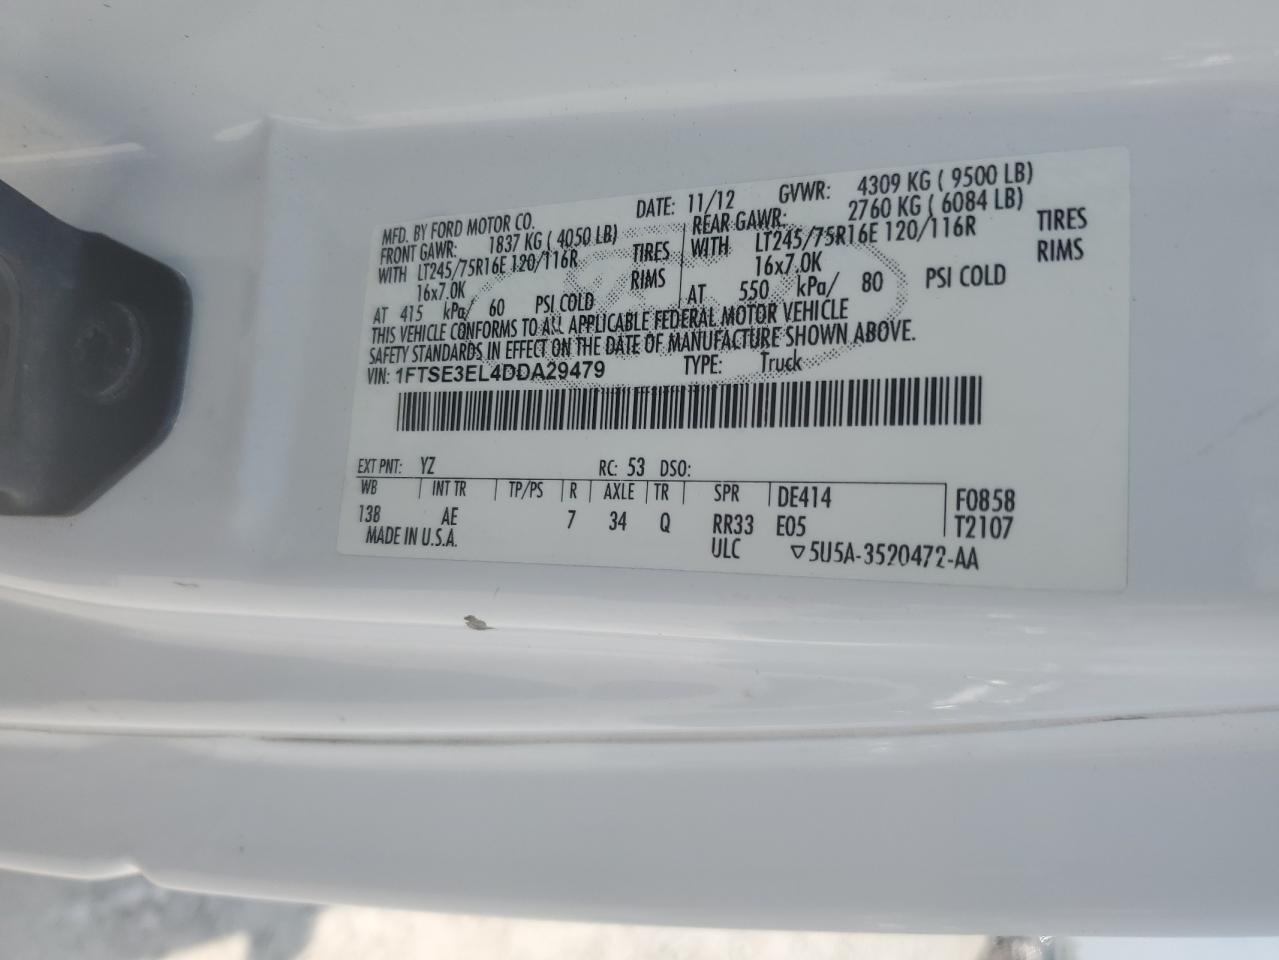 MFD. BY FORD MOTOR CO. DATE: 11/12 GVWR: 4309 KG ( 9500 LB)
FRONT GAWR: 1837 KG ( 4050 LB) REAR GAWR: 2760 KG ( 6084 LB)
WITH LT245/75R16E 120/116R TIRES WITH LT245/75R16E 120/116R TIRES
16x7.0K RIMS 16x7.0K RIMS
AT 415 kPa/ 60 PSI COLD AT 550 kPa/ 80 PSI COLD
THIS VEHICLE CONFORMS TO ALL APPLICABLE FEDERAL MOTOR VEHICLE
SAFETY STANDARDS IN EFFECT ON THE DATE OF MANUFACTURE SHOWN ABOVE.
VIN: 1FTSE3EL4DDA29479 TYPE: Truck
EXT PNT: YZ RC: 53 DSO:
WB INT TR TP/PS R AXLE TR SPR DE414 F0858
138 AE 7 34 Q RR33 E05 T2107
MADE IN U.S.A. ULC ▽5U5A-3520472-AA